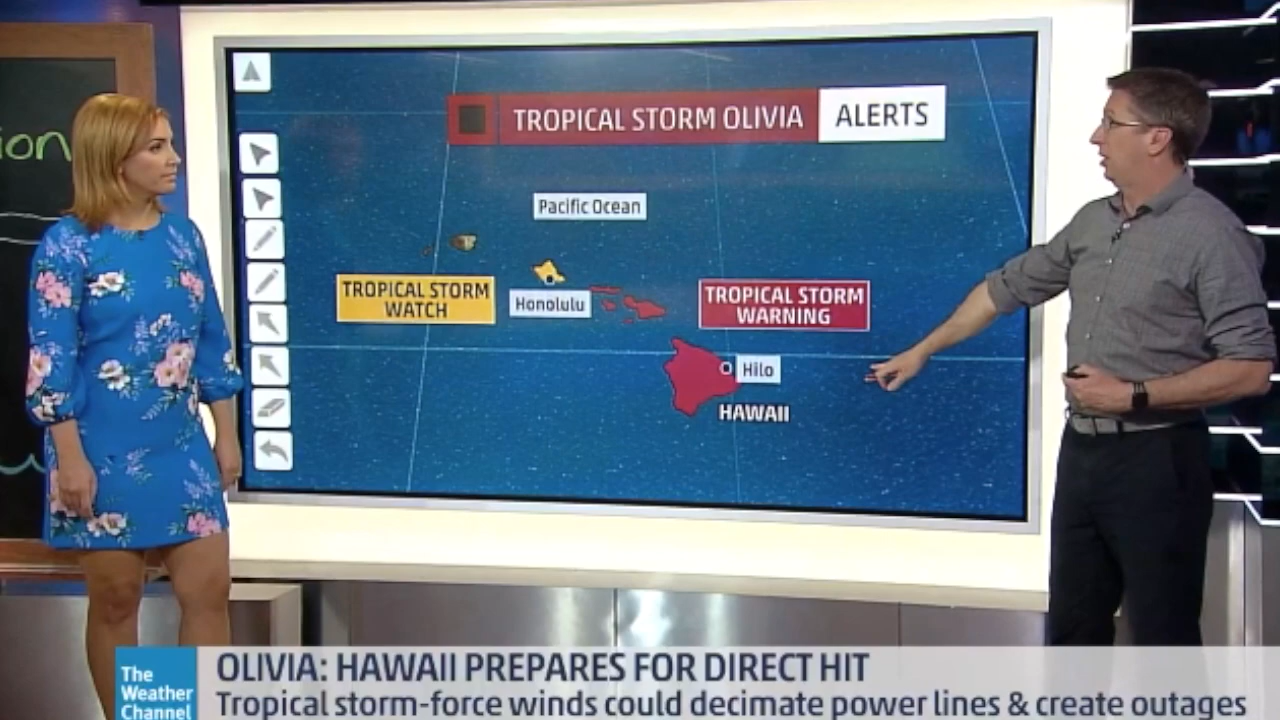 ion
TROPICAL STORM OLIVIA ALERTS
Pacific Ocean
TROPICAL STORM
WATCH
Honolulu
TROPICAL STORM
WARNING
Hilo
HAWAII
The
Weather
Channel
OLIVIA: HAWAII PREPARES FOR DIRECT HIT
Tropical storm-force winds could decimate power lines & create outages